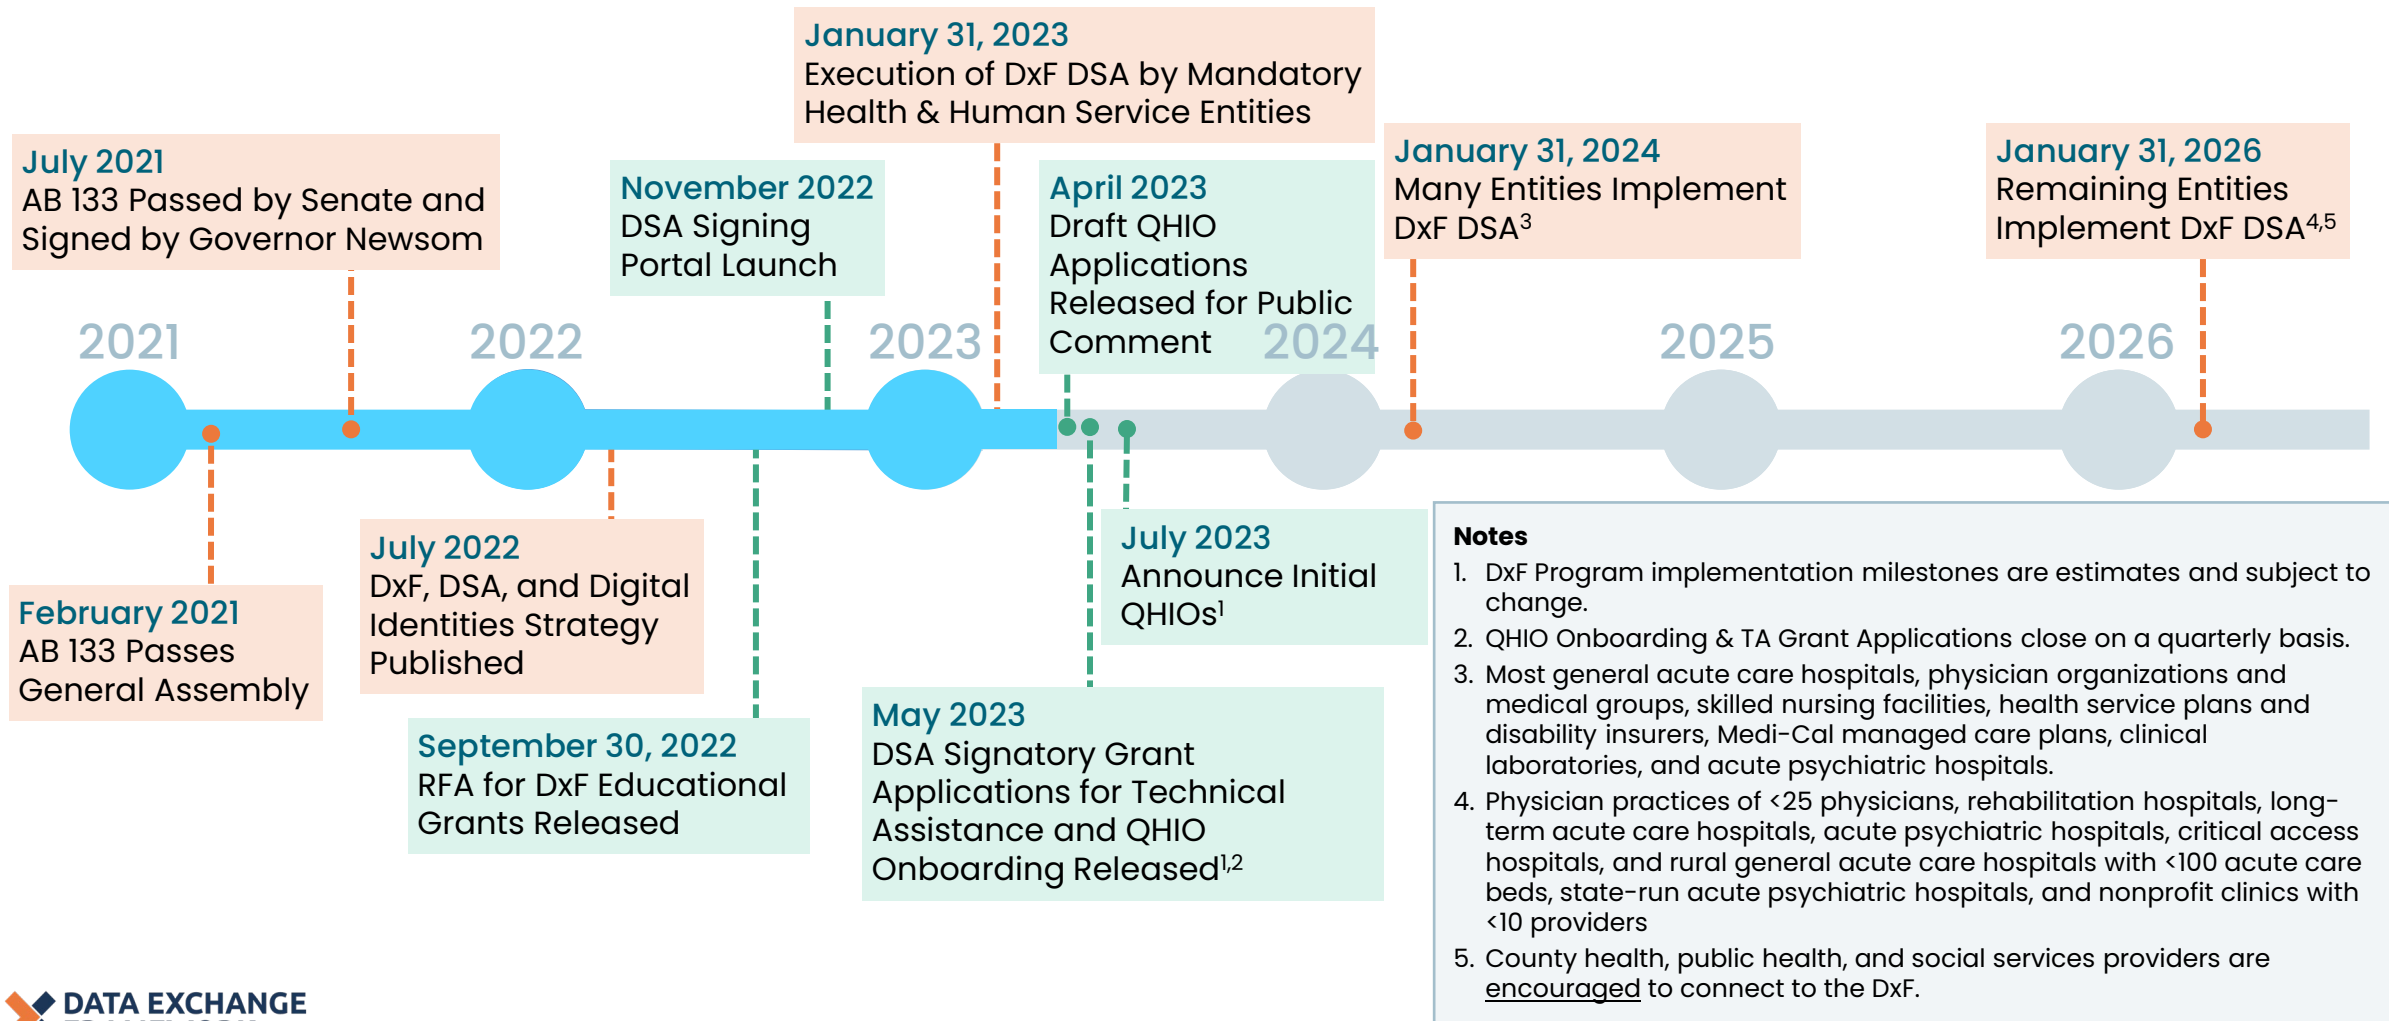 January 31, 2023
Execution of DxF DSA by Mandatory
Health & Human Service Entities
July 2021
AB 133 Passed by Senate and
Signed by Governor Newsom
November 2022
DSA Signing
Portal Launch
April 2023
Draft QHIO
Applications
Released for Public
Comment
January 31, 2024
Many Entities Implement
DxF DSA3
January 31, 2026
Remaining Entities
Implement DxF DSA4,5
2021
2022
2023
2024
2025
2026
February 2021
AB 133 Passes
General Assembly
July 2022
DxF, DSA, and Digital
Identities Strategy
Published
September 30, 2022
RFA for DxF Educational
Grants Released
May 2023
DSA Signatory Grant
Applications for Technical
Assistance and QHIO
Onboarding Released1,2
July 2023
Announce Initial
QHIOs1
Notes
1. DxF Program implementation milestones are estimates and subject to
change.
2. QHIO Onboarding & TA Grant Applications close on a quarterly basis.
3. Most general acute care hospitals, physician organizations and
medical groups, skilled nursing facilities, health service plans and
disability insurers, Medi-Cal managed care plans, clinical
laboratories, and acute psychiatric hospitals.
4. Physician practices of <25 physicians, rehabilitation hospitals, long-
term acute care hospitals, acute psychiatric hospitals, critical access
hospitals, and rural general acute care hospitals with <100 acute care
beds, state-run acute psychiatric hospitals, and nonprofit clinics with
<10 providers
5. County health, public health, and social services providers are
encouraged to connect to the DxF.
DATA EXCHANGE